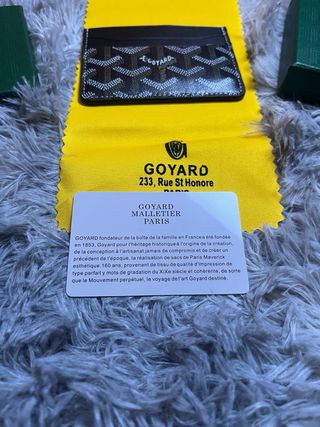 GOYARD
GOYARD
233, Rue St Honore
PARIS
GOYARD
MALLETIER
PARIS
GOYARD fondateur de la boîte de la famille en Francea été fondée
en 1853, Goyard pour l'héritage historiqué à l'origine de la création,
de la conception à l'artisanat jamais de compromis et de créer un
précédent de l'époque, la réalisation de sacs de Paris Maverick
esthétique,160 ans, provenant de tissu de qualité d'impression de
type parfait y mots de gradation du XIXe siècle et cohérente, de sorte
que le Mouvement perpétuel, le voyage de l'art Goyard destiné.